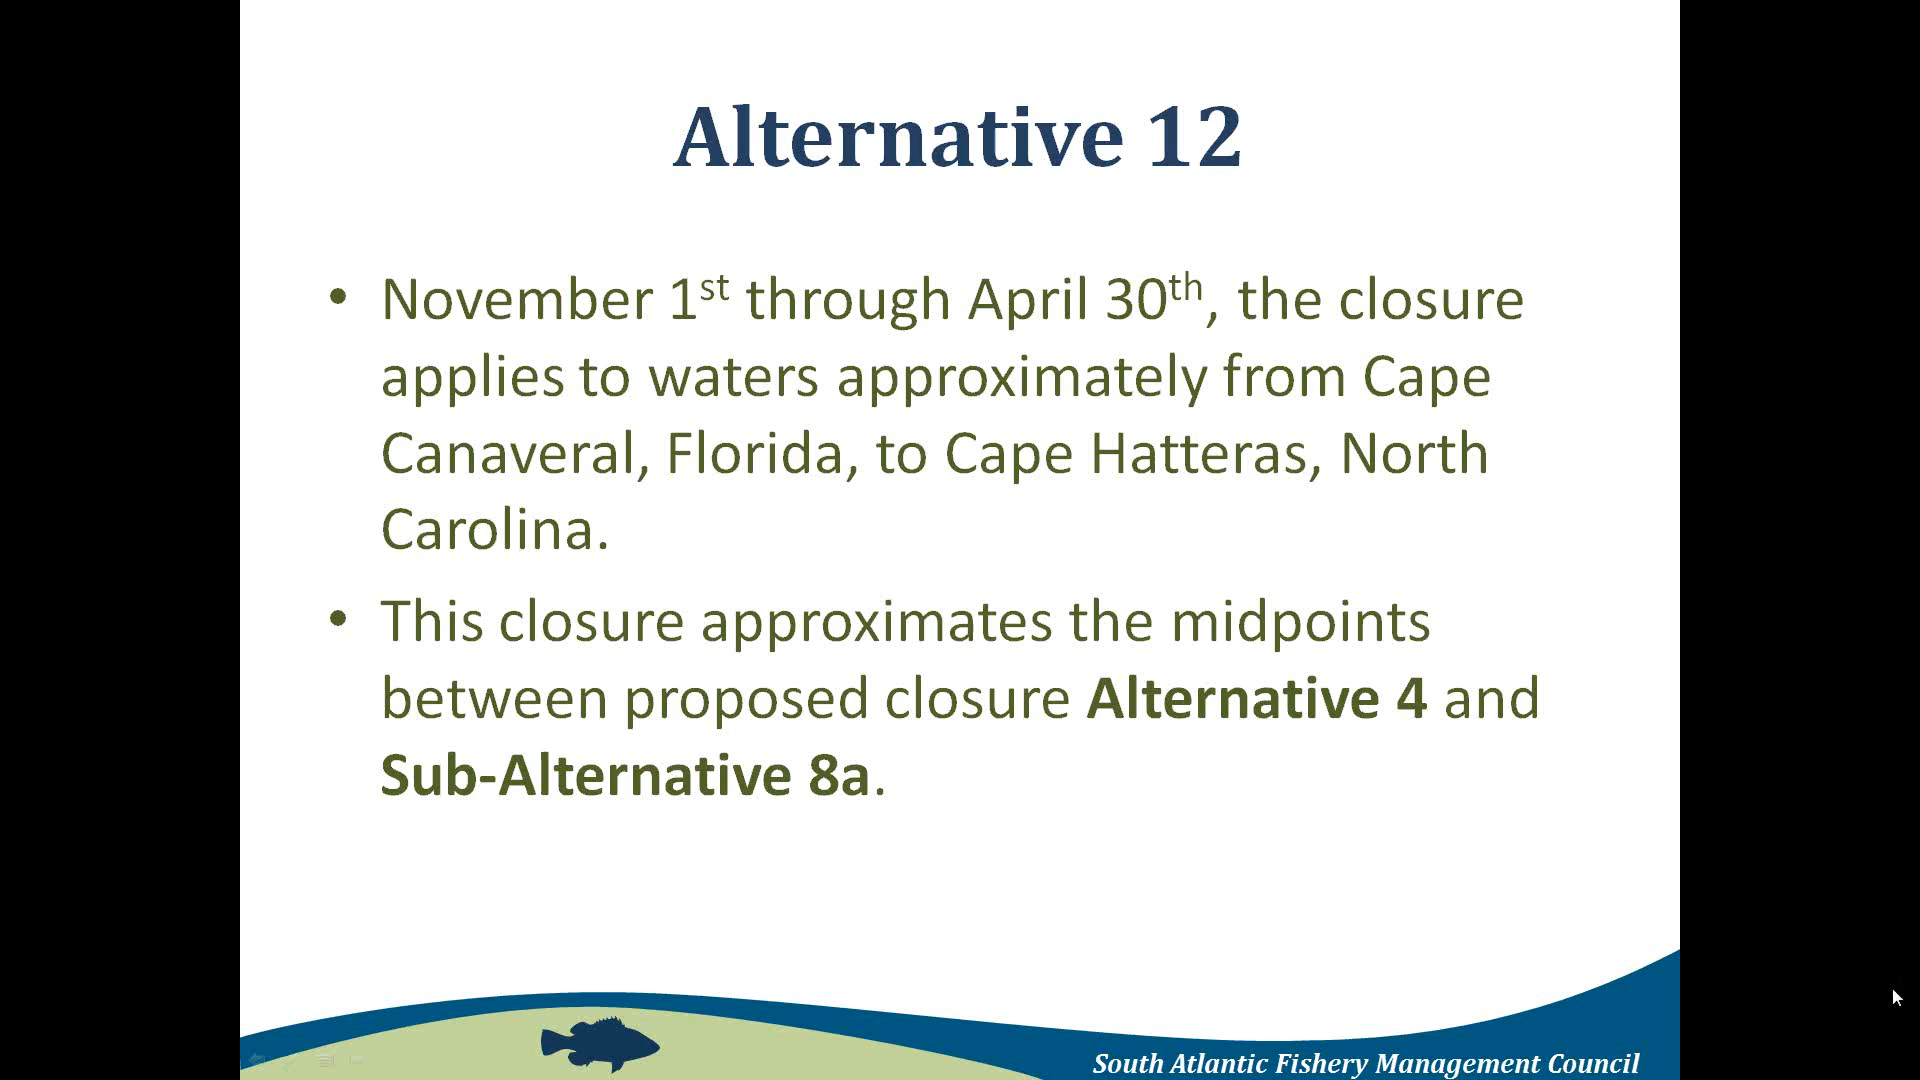 Alternative 12
• November 1st through April 30th, the closure
applies to waters approximately from Cape
Canaveral, Florida, to Cape Hatteras, North
Carolina.
• This closure approximates the midpoints
between proposed closure Alternative 4 and
Sub-Alternative 8a.
South Atlantic Fishery Management Council